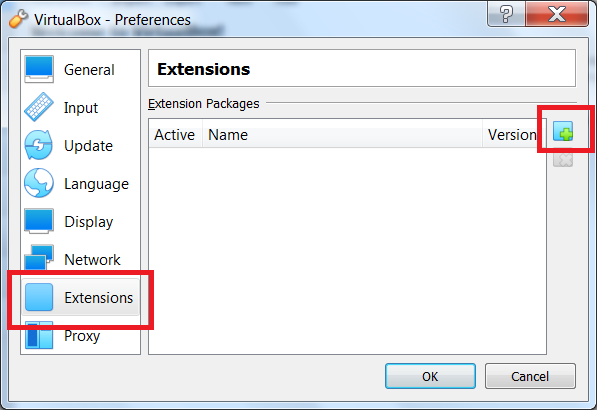 VirtualBox - Preferences
General
Input
Update
Language
Display
Network
Extensions
Proxy
Extensions
Extension Packages
Active Name Version
OK Cancel